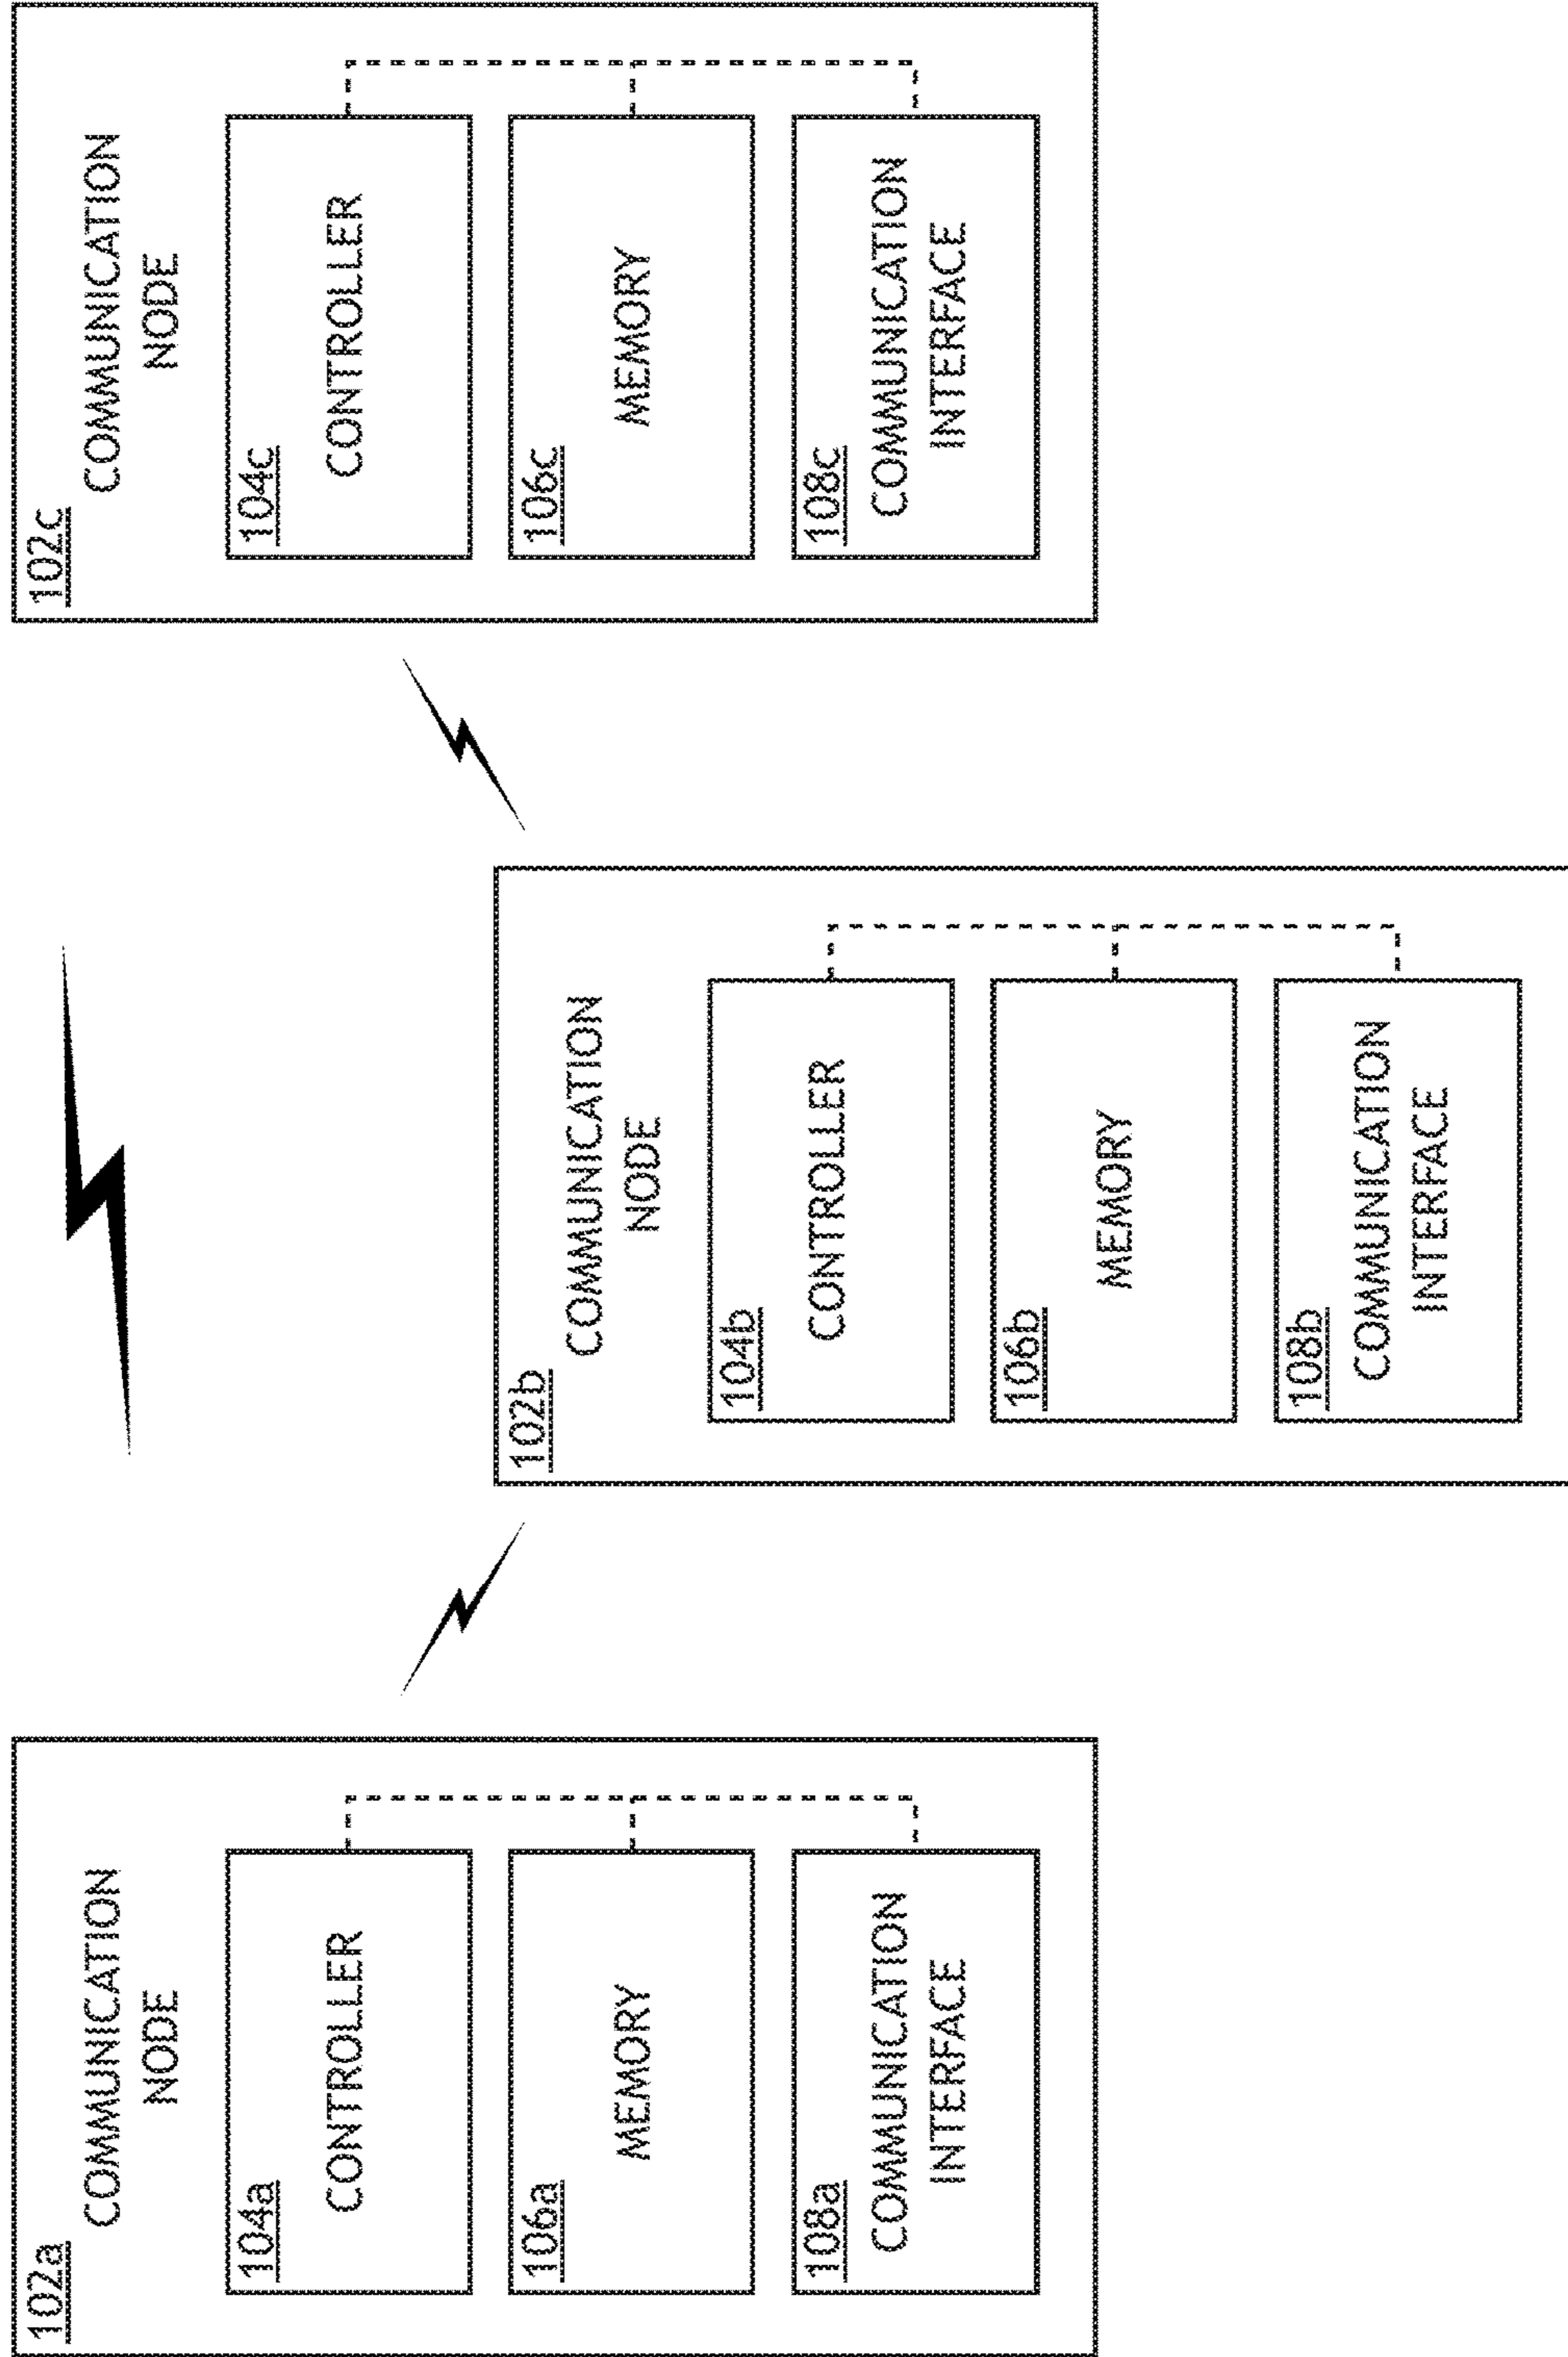 102a
COMMUNICATION
NODE
104a
CONTROLLER
106a
MEMORY
108a
COMMUNICATION
INTERFACE
102b
COMMUNICATION
NODE
104b
CONTROLLER
106b
MEMORY
108b
COMMUNICATION
INTERFACE
102c
COMMUNICATION
NODE
104c
CONTROLLER
106c
MEMORY
108c
COMMUNICATION
INTERFACE